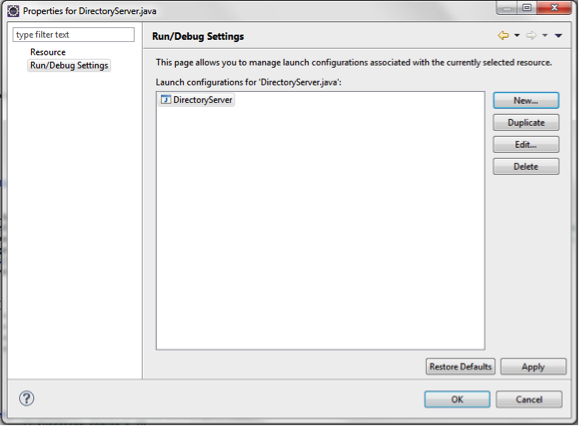 Properties for DirectoryServer.java
type filter text
Resource
Run/Debug Settings
Run/Debug Settings
This page allows you to manage launch configurations associated with the currently selected resource.
Launch configurations for 'DirectoryServer.java':
DirectoryServer
New...
Duplicate
Edit...
Delete
Restore Defaults
Apply
OK
Cancel